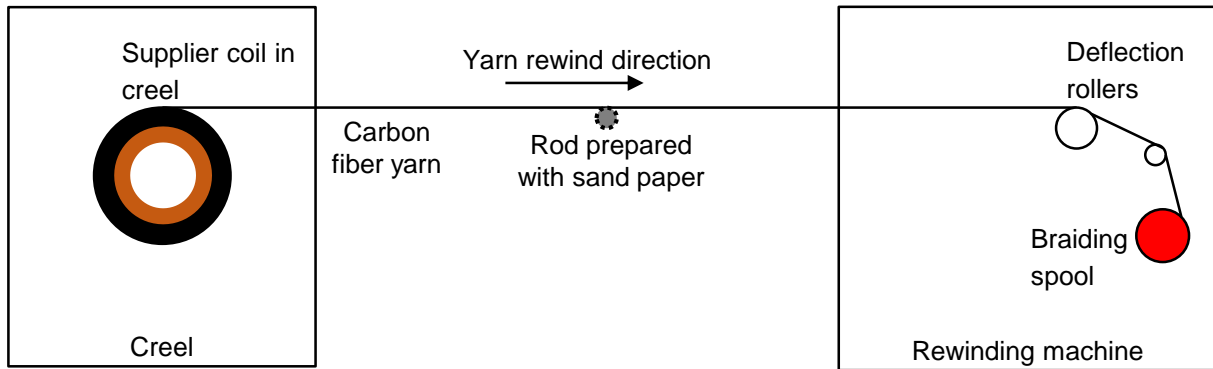 Supplier coil in
creel
Yarn rewind direction
Deflection
rollers
Carbon
fiber yarn
Rod prepared
with sand paper
Braiding
spool
Creel
Rewinding machine